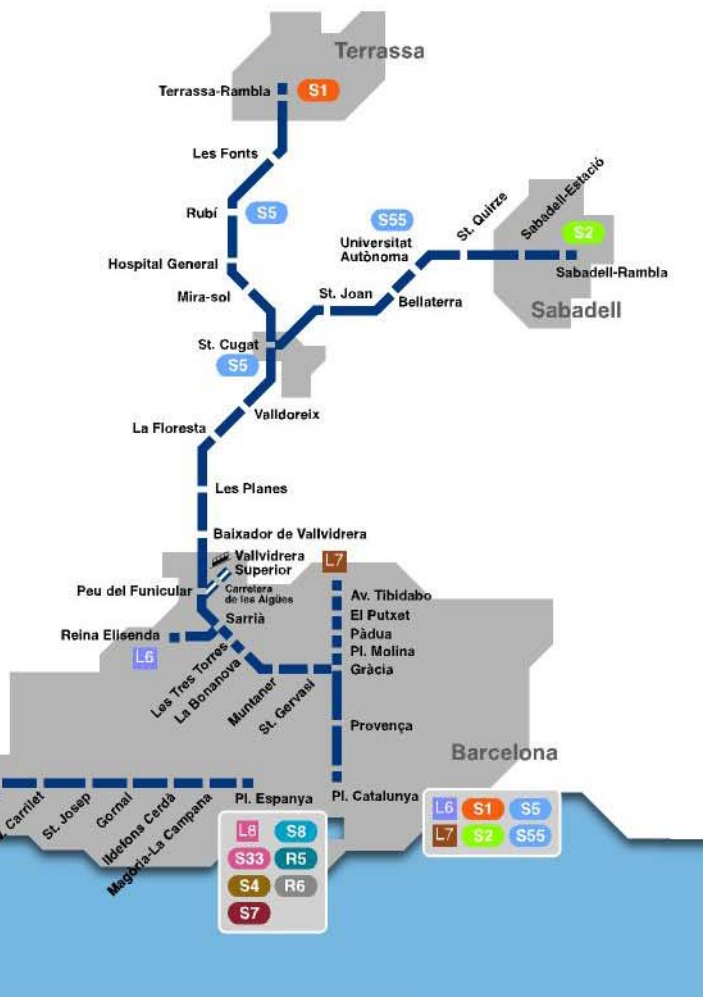 Terrassa
Terrassa-Rambla
S1
Les Fonts
Rubí
S5
S55
Universitat
Autònoma
St. Quirze
Sabadell-Estació
S2
Sabadell-Rambla
Sabadell
Hospital General
Mira-sol
St. Joan
Bellaterra
St. Cugat
S5
Valldoreix
La Floresta
Les Planes
Baixador de Vallvidrera
Vallvidrera
Superior
L7
Peu del Funicular
Carretera
de les Aigües
Av. Tibidabo
El Putxet
Sarrià
Reina Elisenda
Pàdua
L6
Pl. Molina
Gràcia
Les Tres Torres
La Bonanova
Muntaner
St. Gervasi
Provença
Barcelona
Carrilet
St. Josep
Gornal
Ildefons Cerdà
Magòria-La Campana
Pl. Espanya
Pl. Catalunya
L6 S1 S5
L7 S2 S55
L8 S8
S33 R5
S4 R6
S7